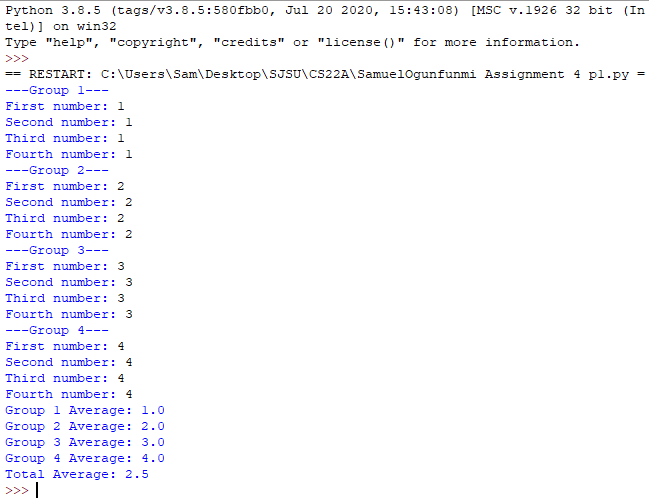 Python 3.8.5 (tags/v3.8.5:580fbb0, Jul 20 2020, 15:43:08) [MSC v.1926 32 bit (In
tel)] on win32
Type "help", "copyright", "credits" or "license()" for more information.
>>>
== RESTART: C:\Users\Sam\Desktop\SJSU\CS22A\SamuelOgunfunmi Assignment 4 p1.py =
---Group 1---
First number: 1
Second number: 1
Third number: 1
Fourth number: 1
---Group 2---
First number: 2
Second number: 2
Third number: 2
Fourth number: 2
---Group 3---
First number: 3
Second number: 3
Third number: 3
Fourth number: 3
---Group 4---
First number: 4
Second number: 4
Third number: 4
Fourth number: 4
Group 1 Average: 1.0
Group 2 Average: 2.0
Group 3 Average: 3.0
Group 4 Average: 4.0
Total Average: 2.5
>>>